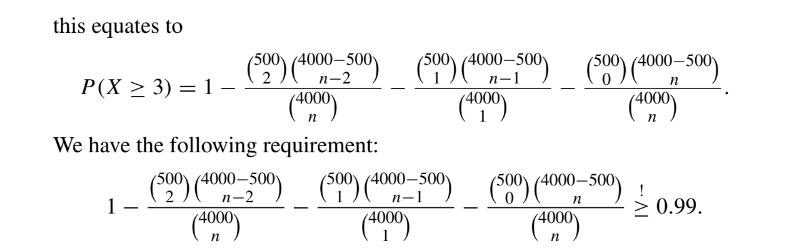 this equates to
P(X ≥ 3) = 1 − \frac{\binom{500}{2}\binom{4000−500}{n−2}}{\binom{4000}{n}} − \frac{\binom{500}{1}\binom{4000−500}{n−1}}{\binom{4000}{1}} − \frac{\binom{500}{0}\binom{4000−500}{n}}{\binom{4000}{n}}.
We have the following requirement:
1 − \frac{\binom{500}{2}\binom{4000−500}{n−2}}{\binom{4000}{n}} − \frac{\binom{500}{1}\binom{4000−500}{n−1}}{\binom{4000}{1}} − \frac{\binom{500}{0}\binom{4000−500}{n}}{\binom{4000}{n}} \overset{!}{≥} 0.99.